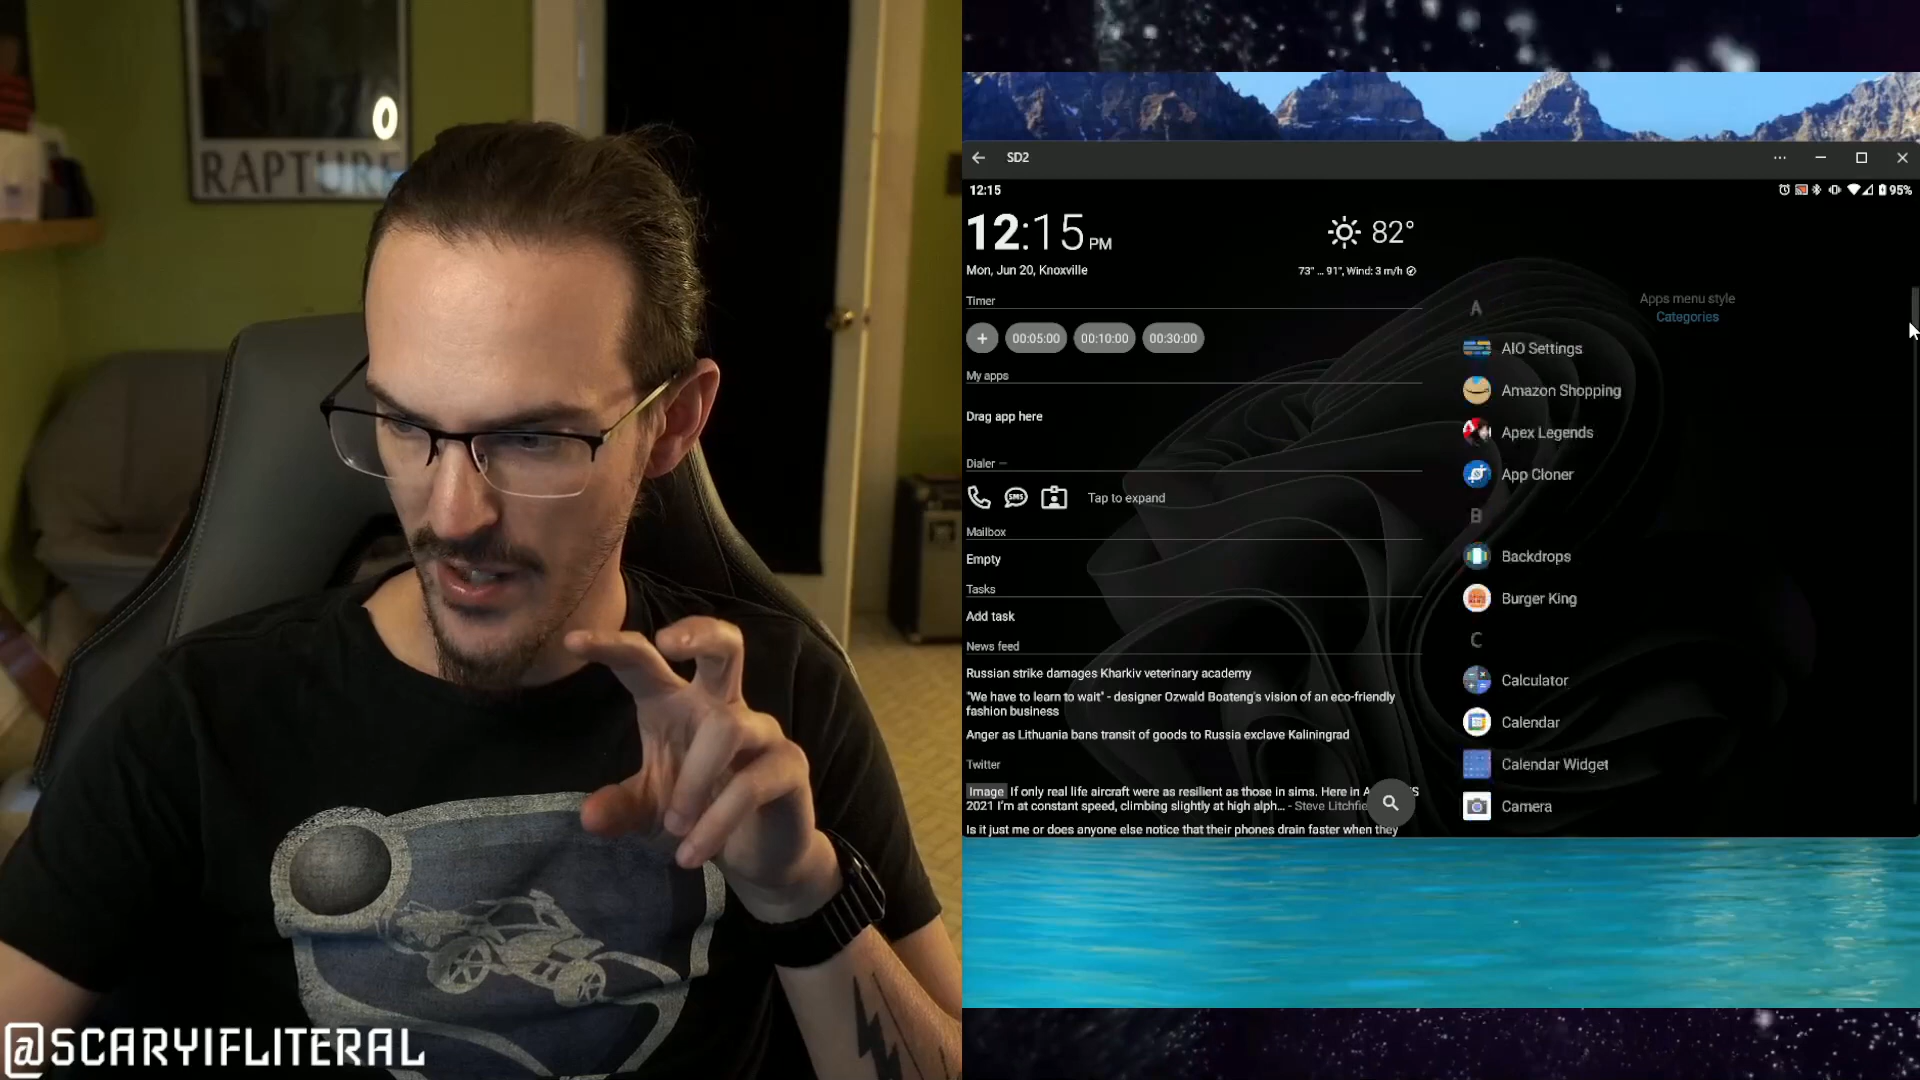 RAPTURE
@SCARYIFLITERAL
SD2
12:15
95%
12:15 PM
82°
Mon, Jun 20, Knoxville
73° ... 91°, Wind: 3 m/h
Timer
+ 00:05:00 00:10:00 00:30:00
My apps
Drag app here
Dialer –
SMS
Tap to expand
Mailbox
Empty
Tasks
Add task
News feed
Russian strike damages Kharkiv veterinary academy
"We have to learn to wait" - designer Ozwald Boateng's vision of an eco-friendly
fashion business
Anger as Lithuania bans transit of goods to Russia exclave Kaliningrad
Twitter
Image If only real life aircraft were as resilient as those in sims. Here in
2021 I'm at constant speed, climbing slightly at high alph... - Steve
Is it just me or does anyone else notice that their phones drain faster when they
Apps menu style
Categories
A
AIO Settings
Amazon Shopping
Apex Legends
App Cloner
B
Backdrops
Burger King
C
Calculator
Calendar
Calendar Widget
Camera